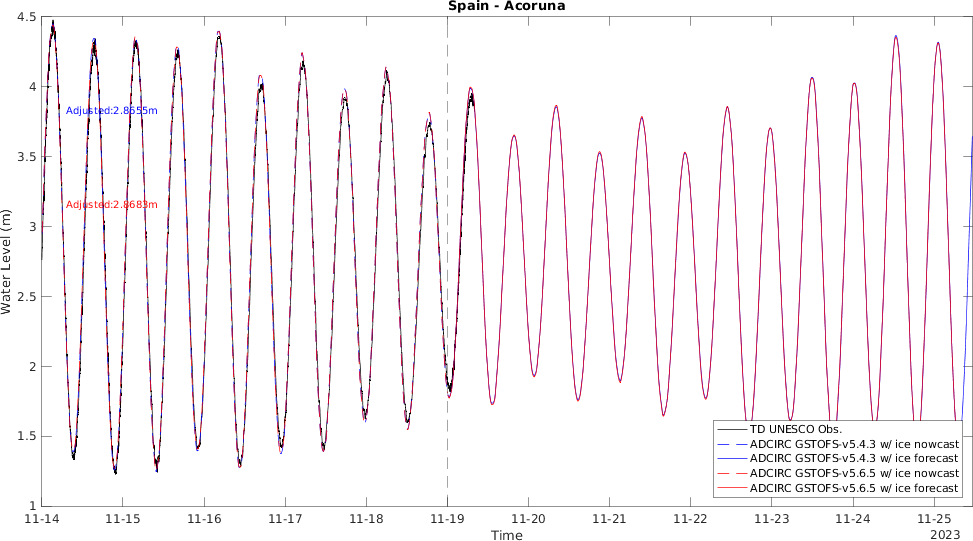 Spain - Acoruna
4.5
4
3.5
3
2.5
2
1.5
1
Water Level (m)
Adjusted:2.8655m
Adjusted:2.8683m
TD UNESCO Obs.
ADCIRC GSTOFS-v5.4.3 w/ ice nowcast
ADCIRC GSTOFS-v5.4.3 w/ ice forecast
ADCIRC GSTOFS-v5.6.5 w/ ice nowcast
ADCIRC GSTOFS-v5.6.5 w/ ice forecast
11-14 11-15 11-16 11-17 11-18 11-19 11-20 11-21 11-22 11-23 11-24 11-25
Time
2023